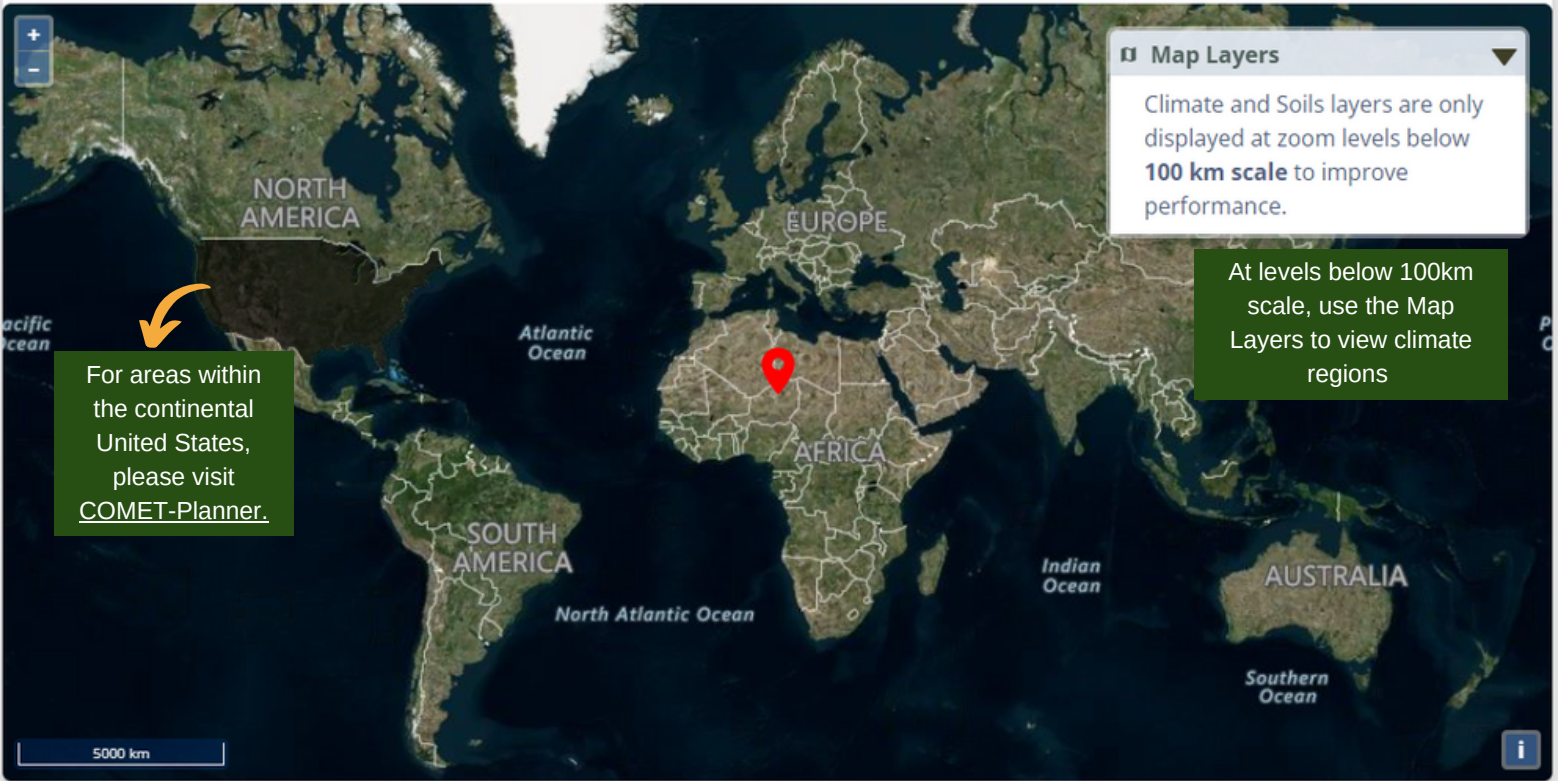 +
−
Map Layers
Climate and Soils layers are only
displayed at zoom levels below
100 km scale to improve
performance.
NORTH
AMERICA
EUROPE
At levels below 100km
scale, use the Map
Layers to view climate
regions
acific
Ocean
Atlantic
Ocean
P
For areas within
the continental
United States,
please visit
COMET-Planner.
AFRICA
SOUTH
AMERICA
Indian
Ocean
AUSTRALIA
North Atlantic Ocean
Southern
Ocean
5000 km
i